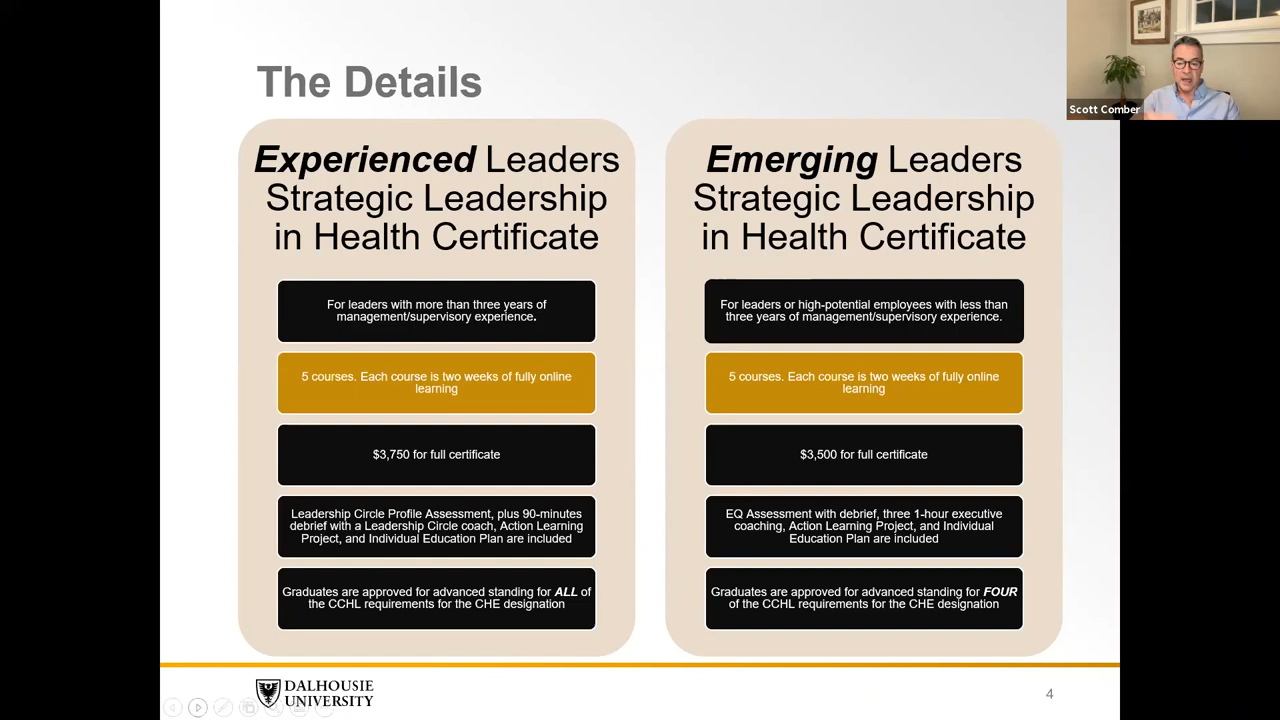 The Details
Scott Comber
Experienced Leaders
Strategic Leadership
in Health Certificate
For leaders with more than three years of
management/supervisory experience.
5 courses. Each course is two weeks of fully online
learning
$3,750 for full certificate
Leadership Circle Profile Assessment, plus 90-minutes
debrief with a Leadership Circle coach, Action Learning
Project, and Individual Education Plan are included
Graduates are approved for advanced standing for ALL of
the CCHL requirements for the CHE designation
Emerging Leaders
Strategic Leadership
in Health Certificate
For leaders or high-potential employees with less than
three years of management/supervisory experience.
5 courses. Each course is two weeks of fully online
learning
$3,500 for full certificate
EQ Assessment with debrief, three 1-hour executive
coaching, Action Learning Project, and Individual
Education Plan are included
Graduates are approved for advanced standing for FOUR
of the CCHL requirements for the CHE designation
DALHOUSIE
UNIVERSITY
4